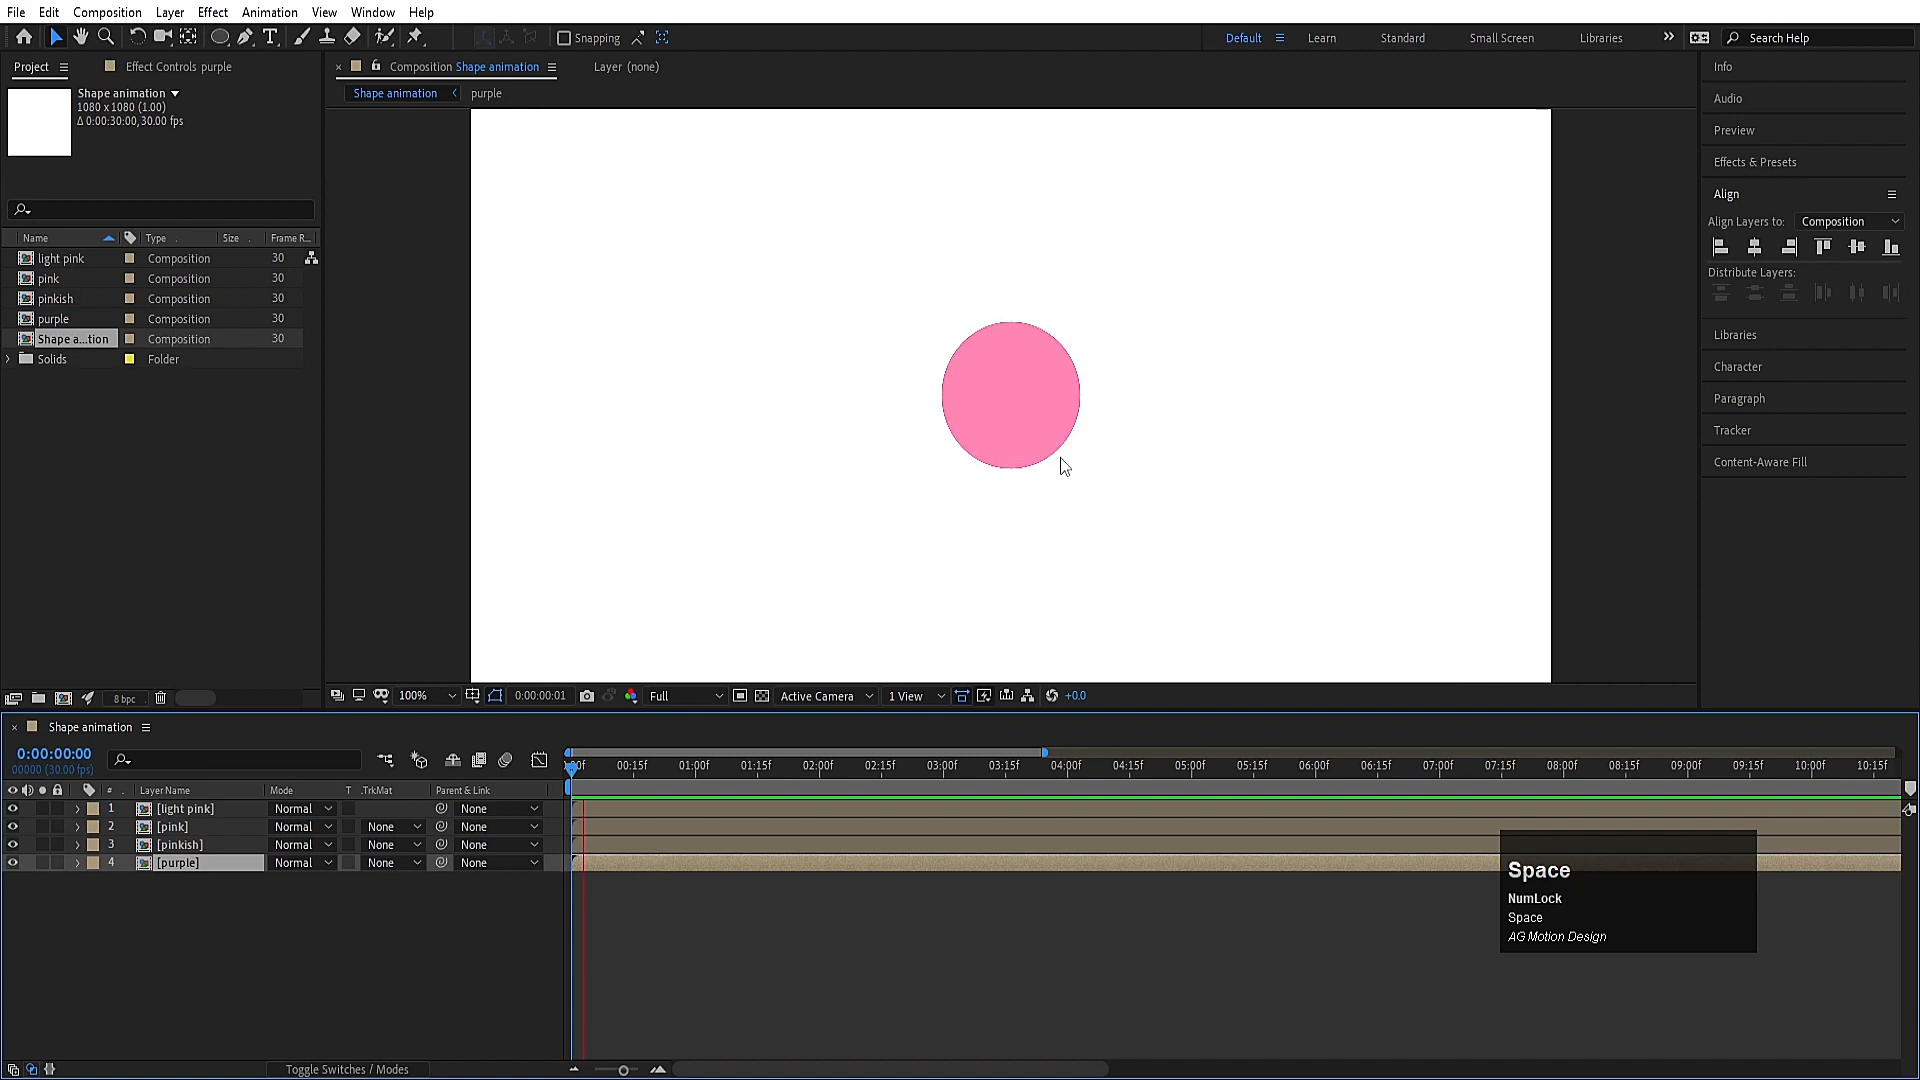 File Edit Composition Layer Effect Animation View Window Help
Snapping Default Learn Standard Small Screen Libraries Search Help
Project Effect Controls purple Composition Shape animation Layer (none) Info
Shape animation
1080 x 1080 (1.00)
Δ 0:00:30:00, 30.00 fps
Shape animation purple
Audio
Preview
Effects & Presets
Align
Align Layers to: Composition
Distribute Layers:
Libraries
Character
Paragraph
Tracker
Content-Aware Fill
Name Type Size Frame R...
light pink Composition 30
pink Composition 30
pinkish Composition 30
purple Composition 30
Shape a...tion Composition 30
Solids Folder
8 bpc
100% 0:00:00:01 Full Active Camera 1 View +0.0
Shape animation
0:00:00:00
00000 (30.00 fps)
00:15f 01:00f 01:15f 02:00f 02:15f 03:00f 03:15f 04:00f 04:15f 05:00f 05:15f 06:00f 06:15f 07:00f 07:15f 08:00f 08:15f 09:00f 09:15f 10:00f 10:15f
# Layer Name Mode T .TrkMat Parent & Link
1 [light pink] Normal None
2 [pink] Normal None None
3 [pinkish] Normal None None
4 [purple] Normal None None
Space
NumLock
Space
AG Motion Design
Toggle Switches / Modes